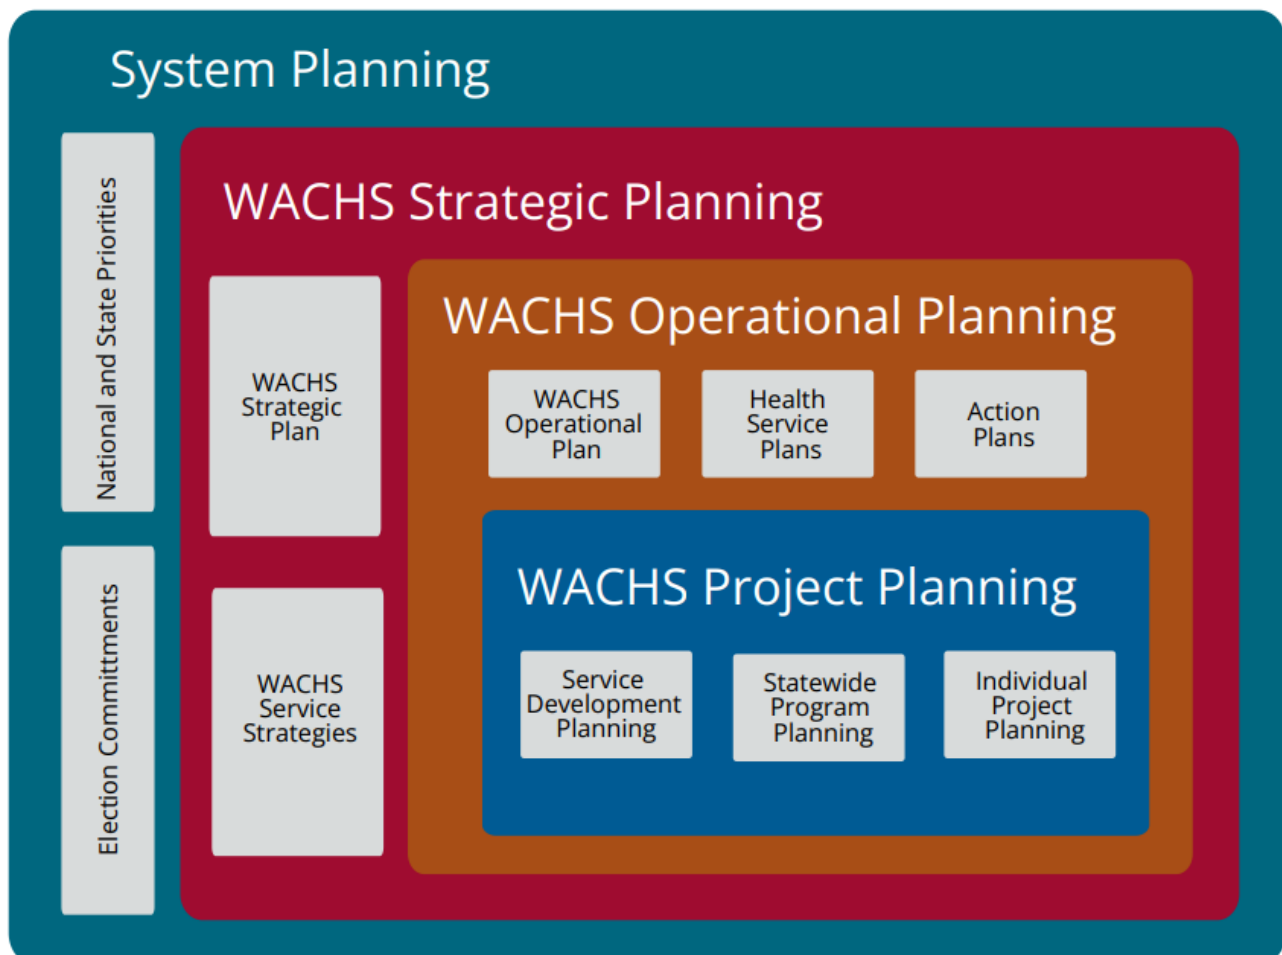 System Planning
National and State Priorities
Election Committments
WACHS Strategic Planning
WACHS
Strategic
Plan
WACHS
Service
Strategies
WACHS Operational Planning
WACHS
Operational
Plan
Health
Service
Plans
Action
Plans
WACHS Project Planning
Service
Development
Planning
Statewide
Program
Planning
Individual
Project
Planning